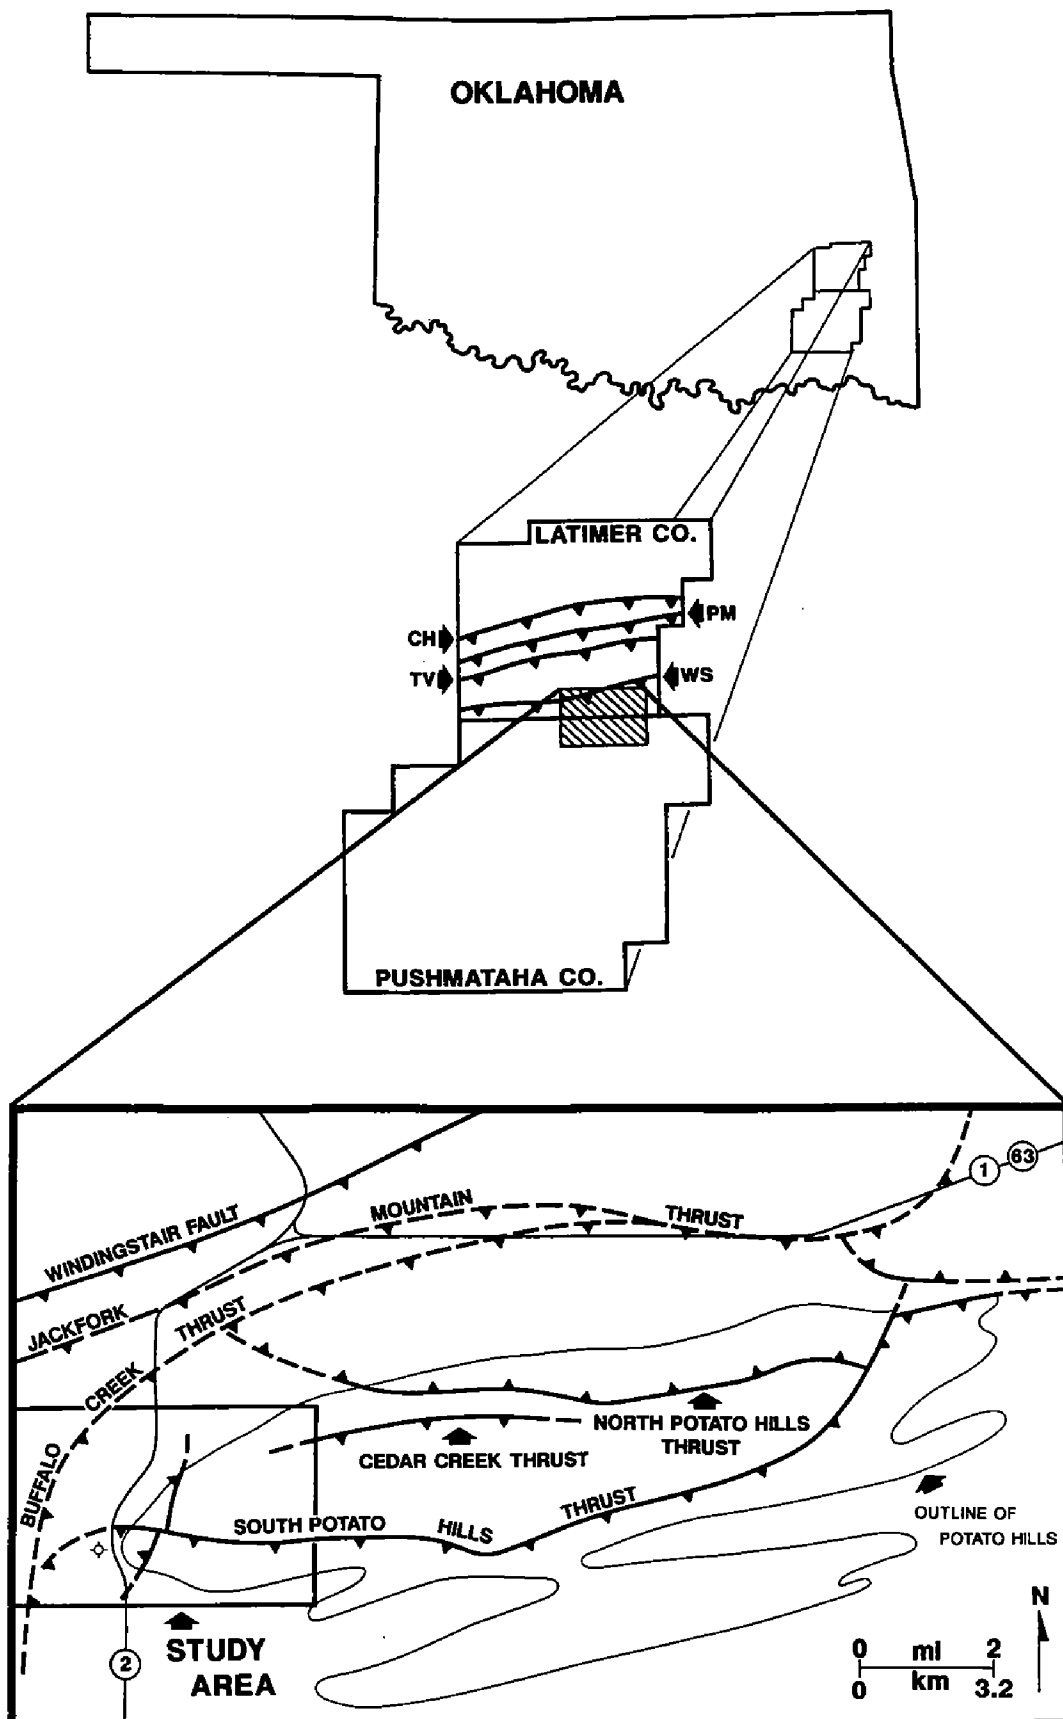 OKLAHOMA
LATIMER CO.
CH
PM
TV
WS
PUSHMATAHA CO.
1
63
WINDINGSTAIR FAULT
JACKFORK
MOUNTAIN
THRUST
BUFFALO
CREEK
THRUST
NORTH POTATO HILLS
THRUST
CEDAR CREEK THRUST
SOUTH POTATO
HILLS
THRUST
OUTLINE OF
POTATO HILLS
STUDY
AREA
2
N
0 mi 2
0 km 3.2